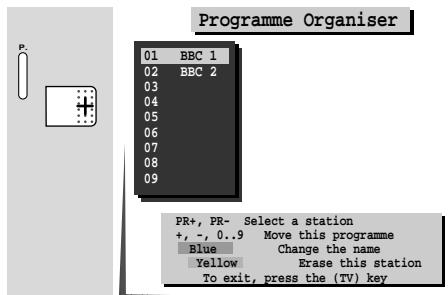 Programme Organiser
P.
01 BBC 1
02 BBC 2
03
04
05
06
07
08
09
PR+, PR- Select a station
+, -, 0..9 Move this programme
Blue Change the name
Yellow Erase this station
To exit, press the (TV) key